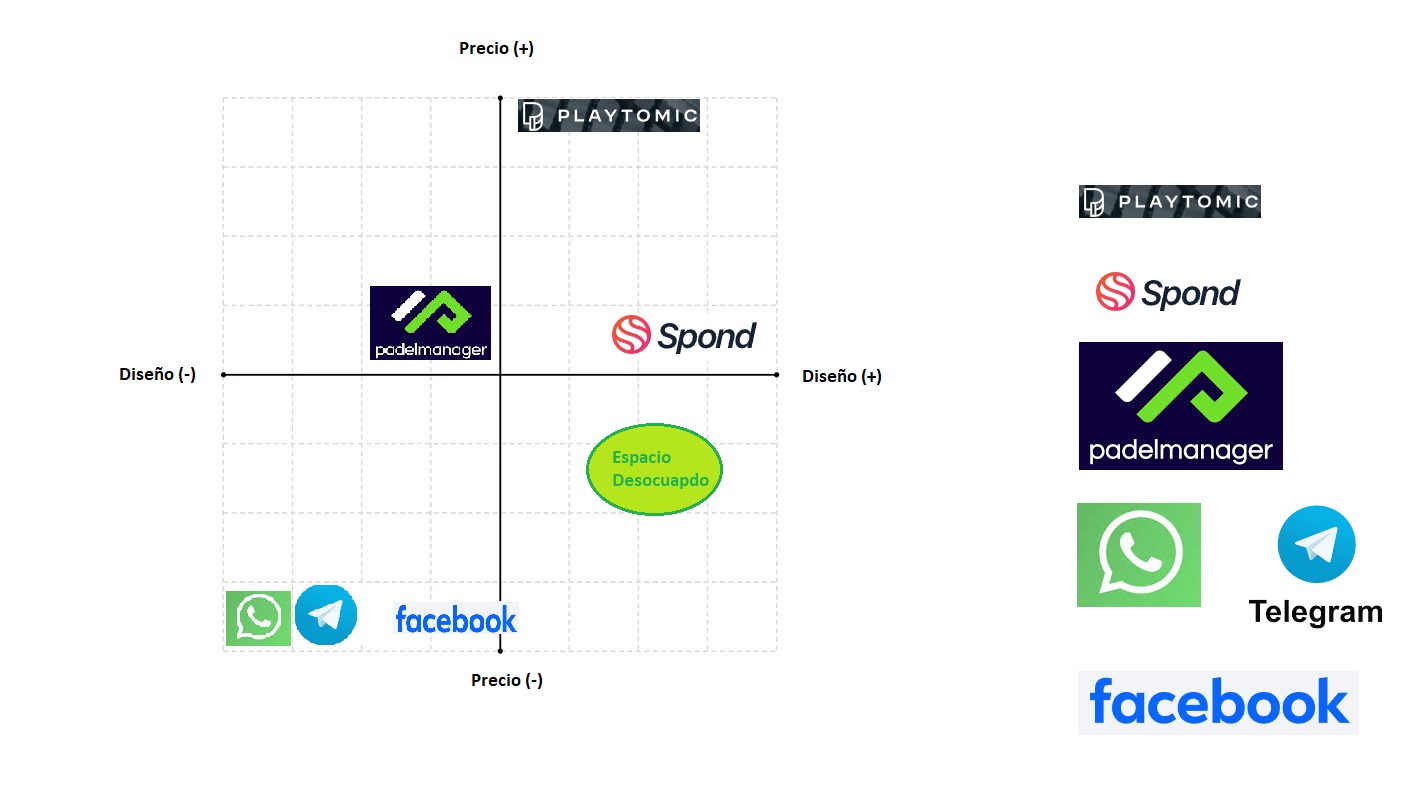 Precio (+)
PLAYTOMIC
PLAYTOMIC
Spond
padelmanager
Spond
Diseño (-)
Diseño (+)
padelmanager
Espacio
Desocuapdo
facebook
Telegram
Precio (-)
facebook